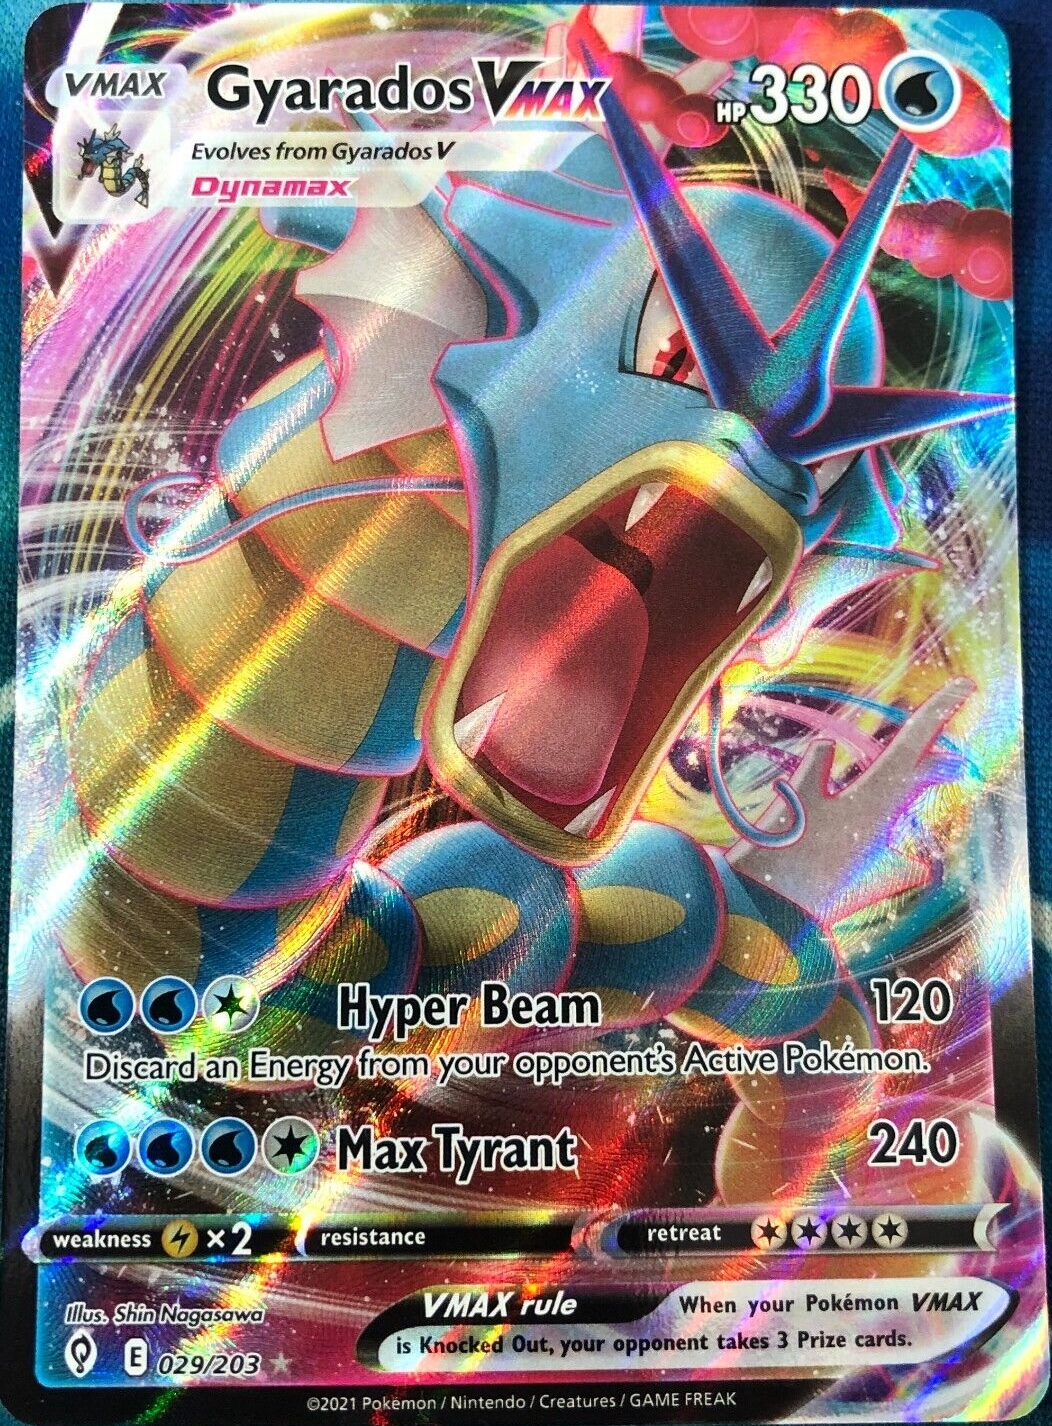 VMAX
Gyarados VMAX
HP 330
Evolves from Gyarados V
Dynamax
Hyper Beam 120
Discard an Energy from your opponent's Active Pokémon.
Max Tyrant 240
weakness ×2 resistance retreat
Illus. Shin Nagasawa
VMAX rule When your Pokémon VMAX
is Knocked Out, your opponent takes 3 Prize cards.
E 029/203
©2021 Pokémon / Nintendo / Creatures / GAME FREAK